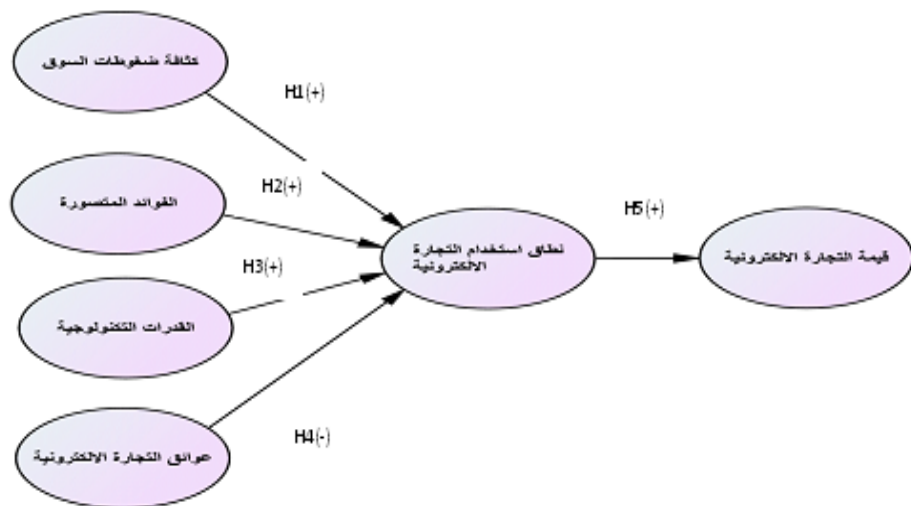 كثافة ضغوطات السوق
H1(+)
H2(+)
الفوائد المتصورة
H5(+)
نطاق استخدام التجارة
الالكترونية
قيمة التجارة الالكترونية
H3(+)
القدرات التكنولوجية
H4(-)
عوائق التجارة الالكترونية